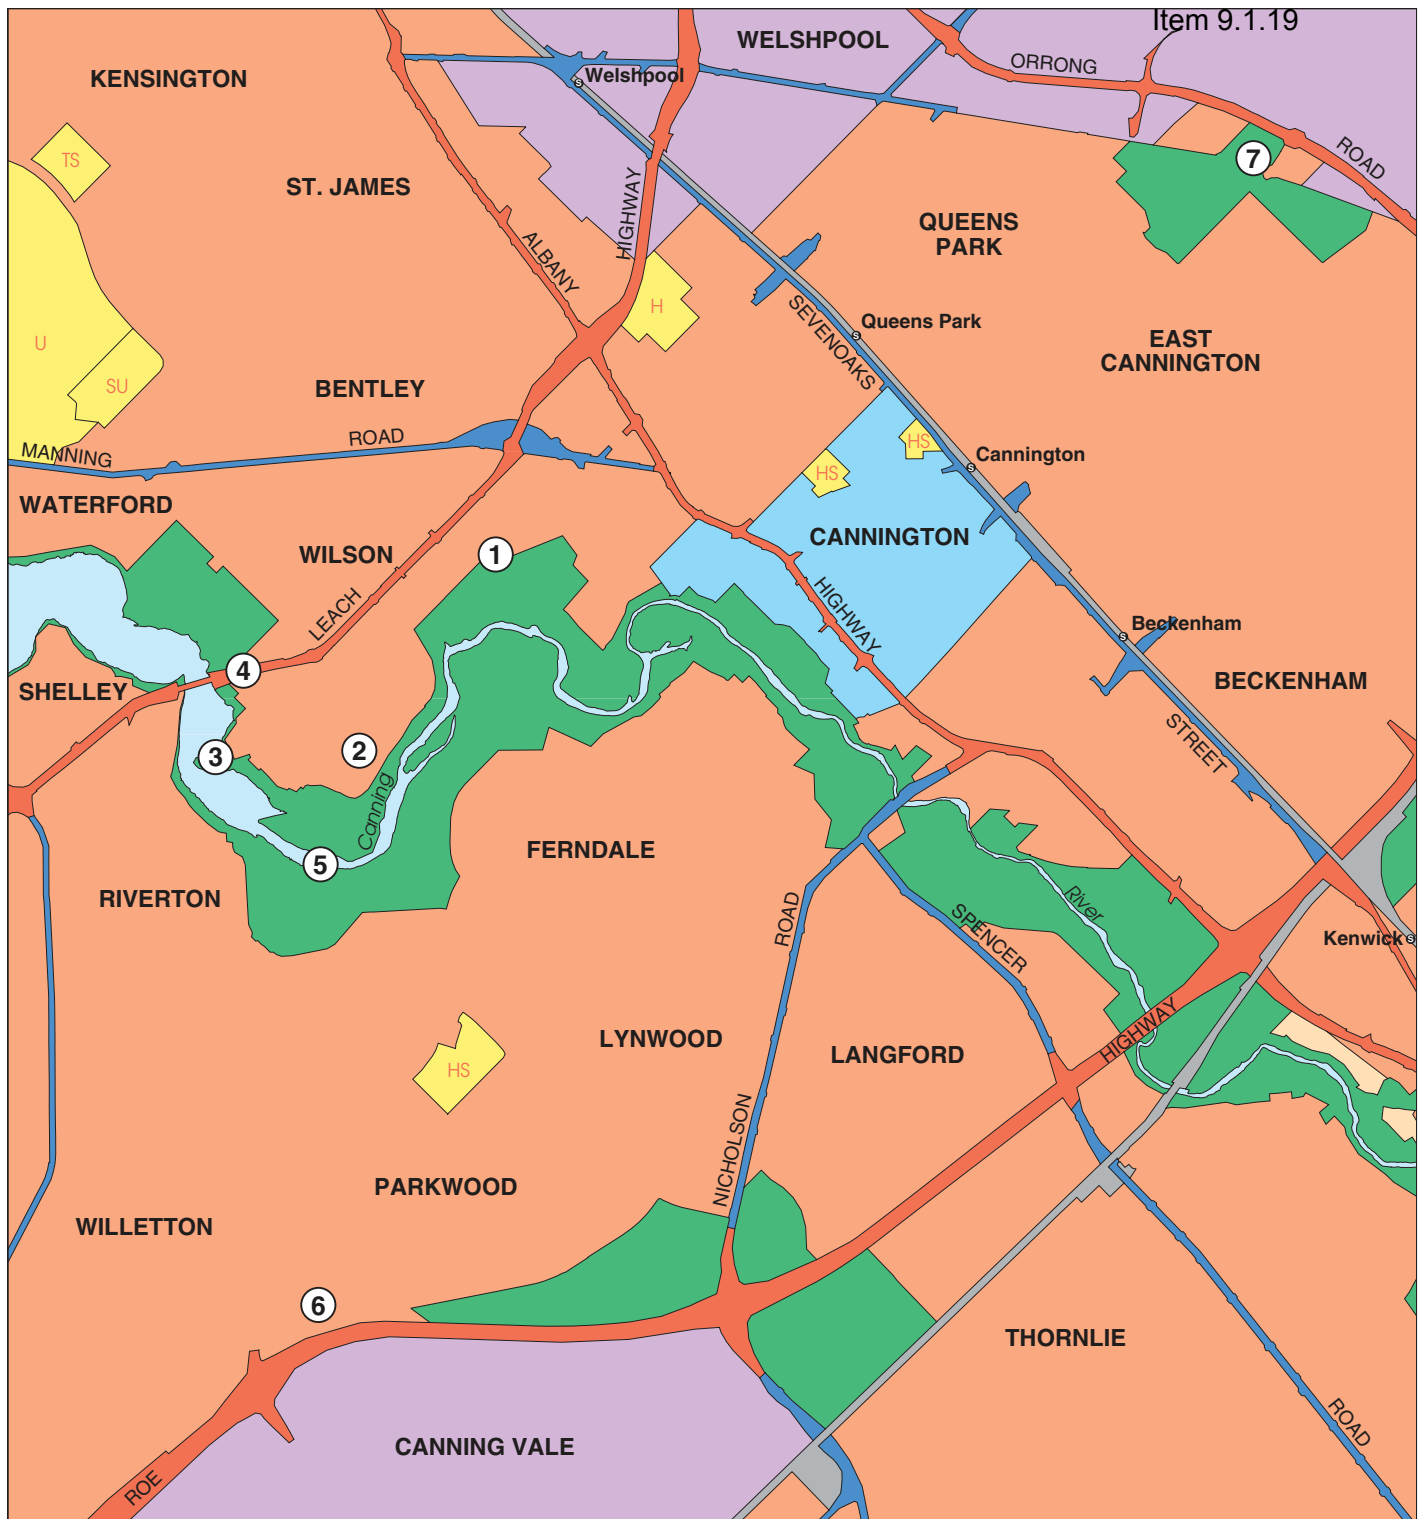 Item 9.1.19
WELSHPOOL
ORRONG
KENSINGTON
Welshpool
TS
7
ROAD
ST. JAMES
HIGHWAY
QUEENS
PARK
ALBANY
H
SEVENOAKS
Queens Park
U
EAST
CANNINGTON
SU
BENTLEY
MANNING
ROAD
HS
HS
Cannington
WATERFORD
CANNINGTON
WILSON
1
LEACH
HIGHWAY
Beckenham
4
SHELLEY
BECKENHAM
3
2
STREET
Canning
5
FERNDALE
RIVERTON
ROAD
SPENCER
River
Kenwick
HS
LYNWOOD
LANGFORD
HIGHWAY
NICHOLSON
PARKWOOD
WILLETTON
6
THORNLIE
CANNING VALE
ROAD
ROE